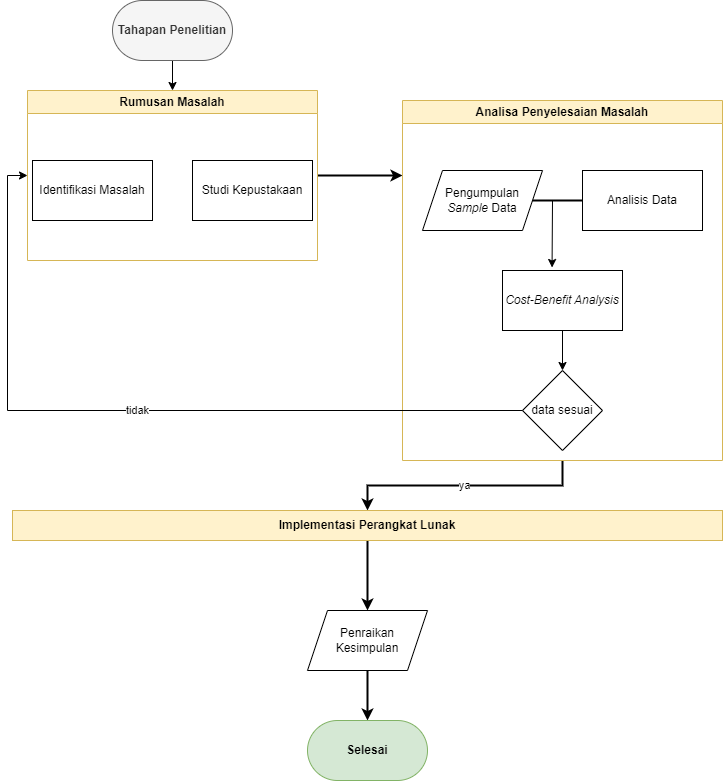 Tahapan Penelitian
Rumusan Masalah
Identifikasi Masalah
Studi Kepustakaan
Analisa Penyelesaian Masalah
Pengumpulan
Sample Data
Analisis Data
Cost-Benefit Analysis
data sesuai
tidak
ya
Implementasi Perangkat Lunak
Penraikan
Kesimpulan
Selesai